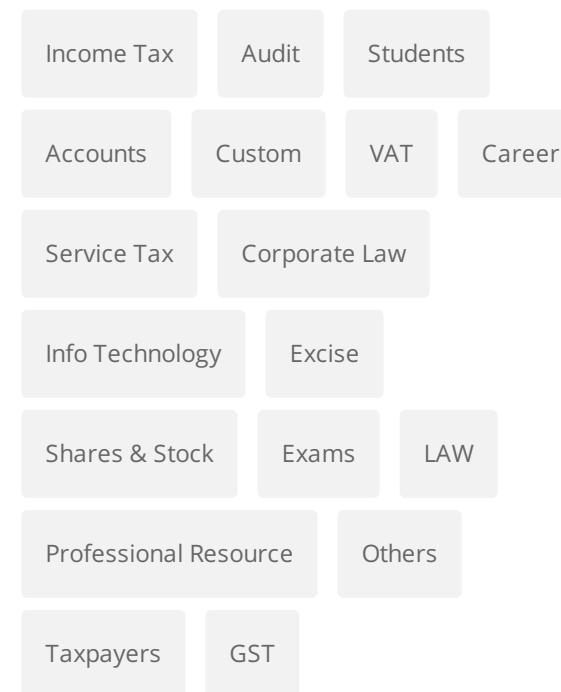 Income Tax Audit Students
Accounts Custom VAT Career
Service Tax Corporate Law
Info Technology Excise
Shares & Stock Exams LAW
Professional Resource Others
Taxpayers GST